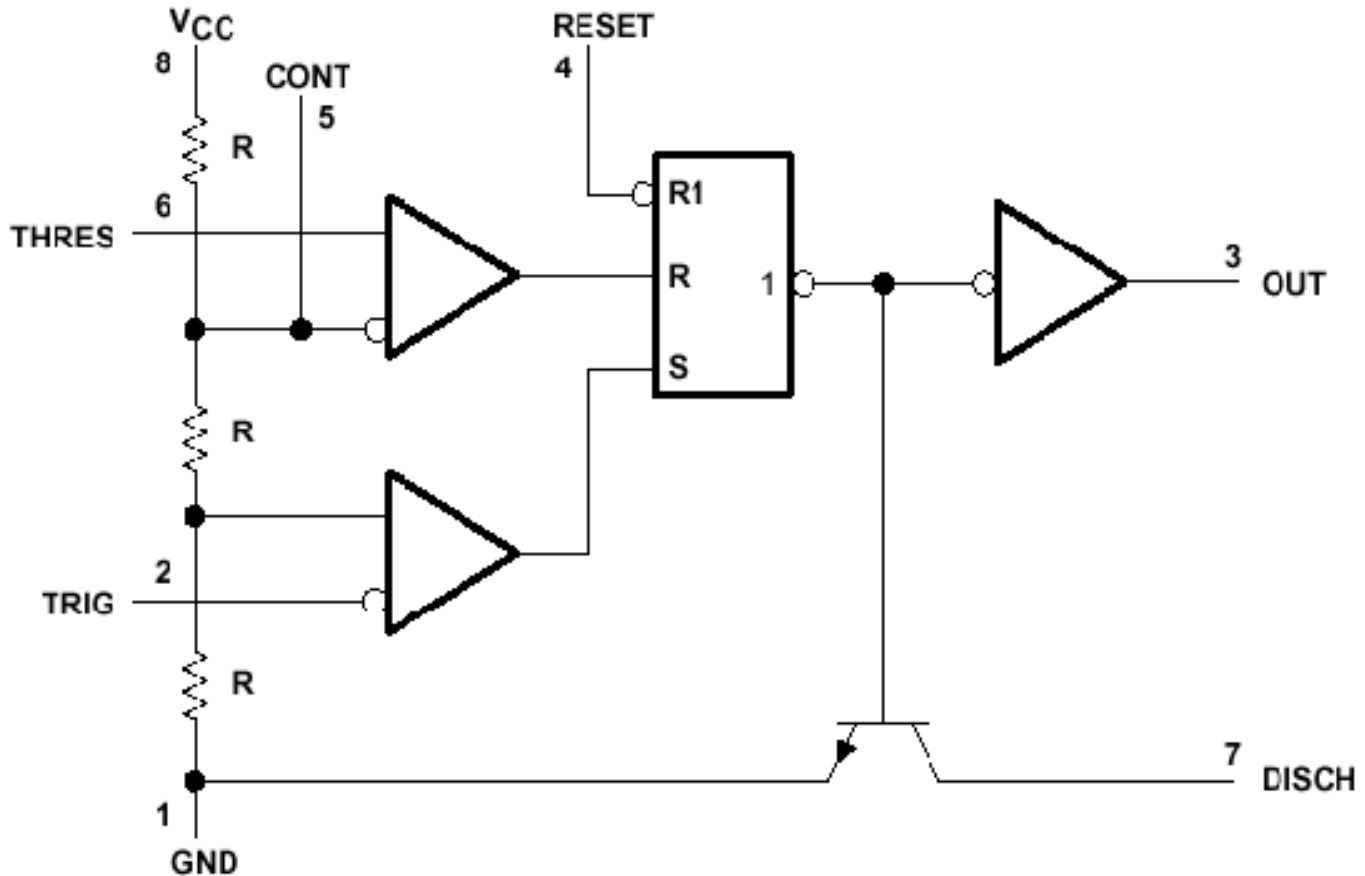 VCC
8
CONT
5
RESET
4
R
6
THRES
R1
R
1
S
3
OUT
R
2
TRIG
R
7
DISCH
1
GND